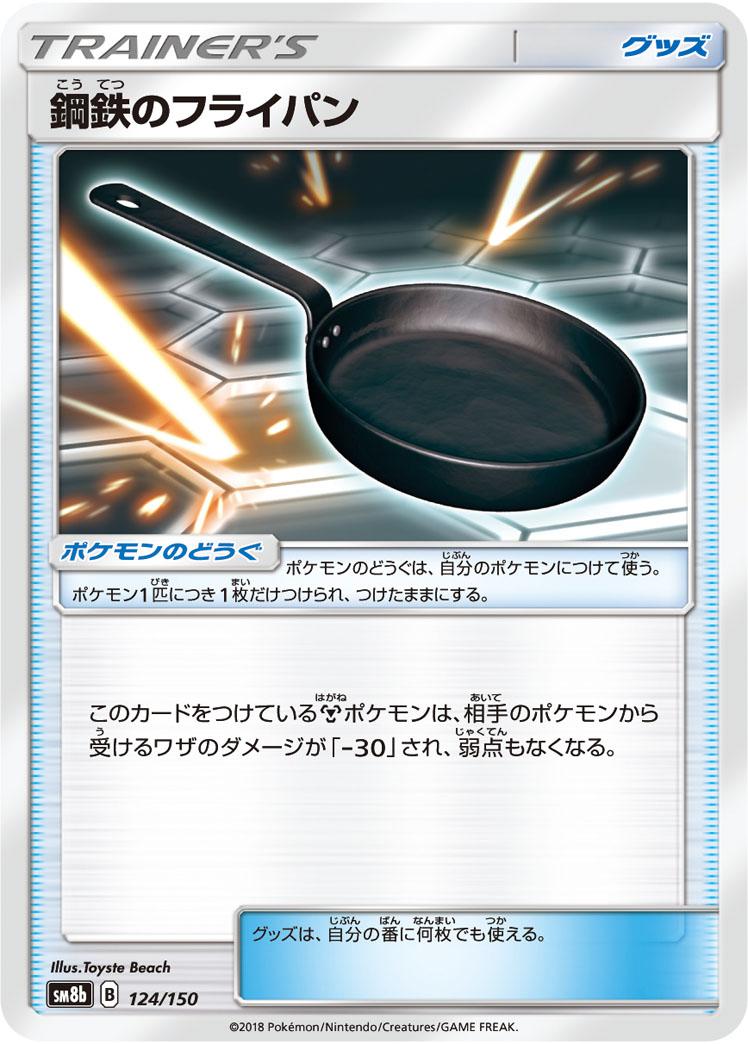 TRAINER'S グッズ
こう てつ
鋼鉄のフライパン
ポケモンのどうぐ
じぶん つか
ポケモンのどうぐは、自分のポケモンにつけて使う。
びき まい
ポケモン1匹につき1枚だけつけられ、つけたままにする。
はがね あいて
このカードをつけているポケモンは、相手のポケモンから
う じゃくてん
受けるワザのダメージが「-30」され、弱点もなくなる。
じぶん ばん なんまい つか
グッズは、自分の番に何枚でも使える。
Illus.Toyste Beach
sm8b B 124/150
©2018 Pokémon/Nintendo/Creatures/GAME FREAK.